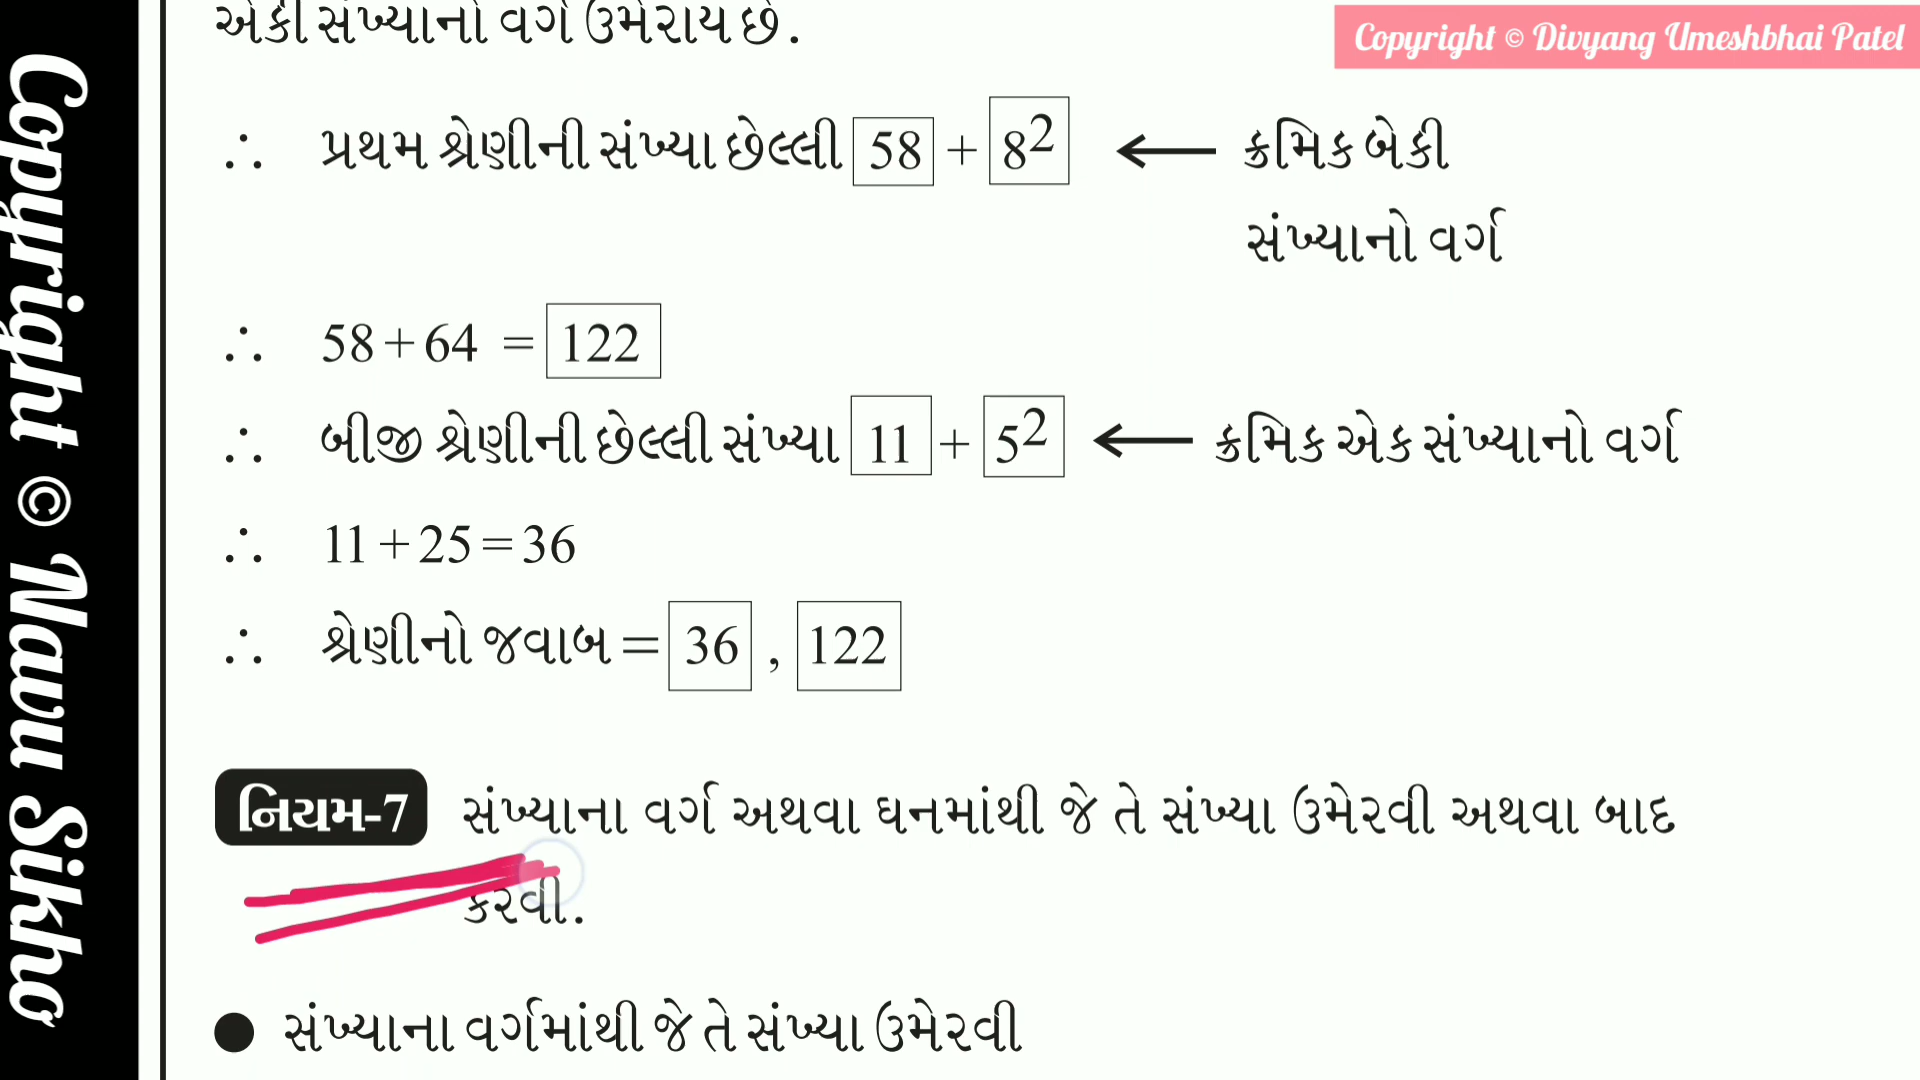 એકી સંખ્યાનો વર્ગ ઉમેરાય છે.
Copyright © Divyang Umeshbhai Patel
∴ પ્રથમ શ્રેણીની સંખ્યા છેલ્લી 58 + 8² ← ક્રમિક બેકી
સંખ્યાનો વર્ગ
∴ 58 + 64 = 122
∴ બીજી શ્રેણીની છેલ્લી સંખ્યા 11 + 5² ← ક્રમિક એક સંખ્યાનો વર્ગ
∴ 11 + 25 = 36
∴ શ્રેણીનો જવાબ = 36 , 122
નિયમ-7 સંખ્યાના વર્ગ અથવા ઘનમાંથી જે તે સંખ્યા ઉમેરવી અથવા બાદ
કરવી.
● સંખ્યાના વર્ગમાંથી જે તે સંખ્યા ઉમેરવી
Copyright © Nawu Sikho